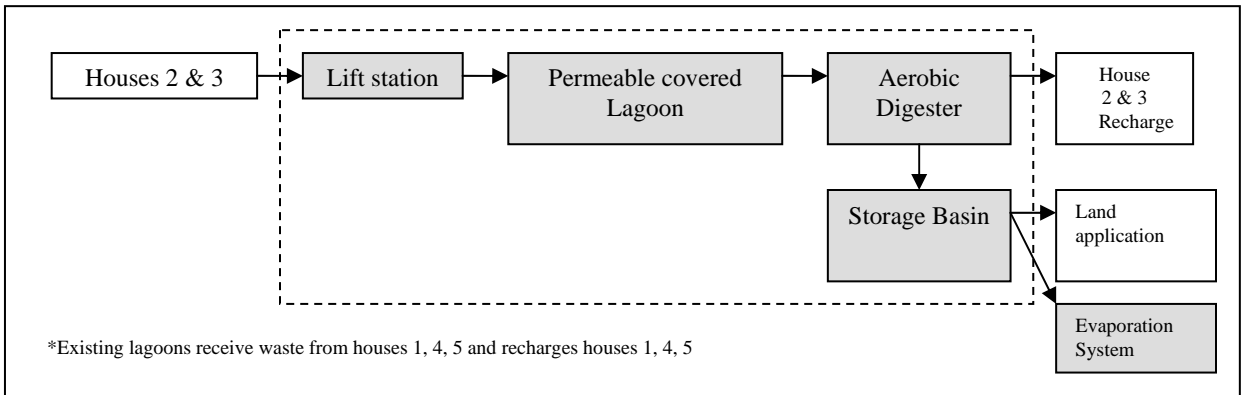 Houses 2 & 3
Lift station
Permeable covered
Lagoon
Aerobic
Digester
House
2 & 3
Recharge
Storage Basin
Land
application
Evaporation
System
*Existing lagoons receive waste from houses 1, 4, 5 and recharges houses 1, 4, 5